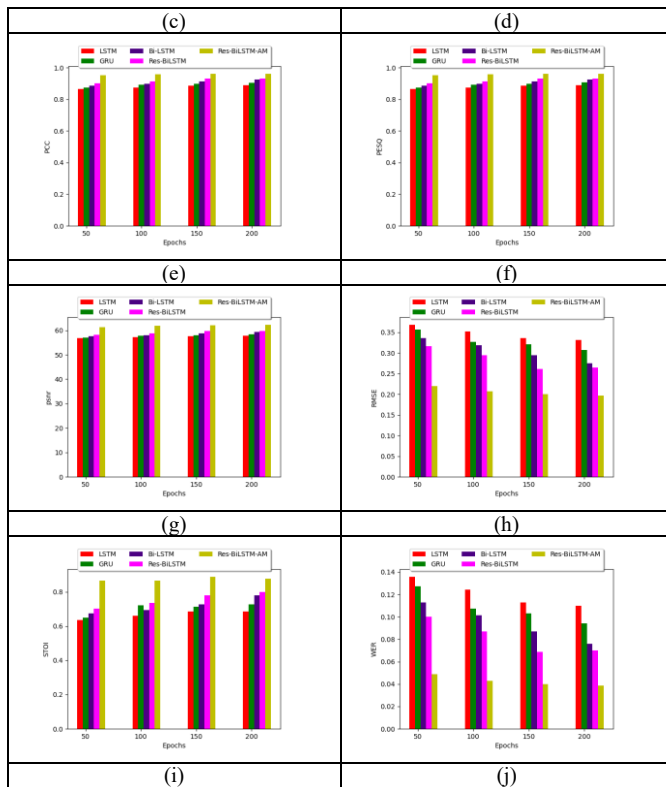 (c) (d)
LSTM Bi-LSTM Res-BiLSTM-AM
GRU Res-BiLSTM
1.0
0.8
0.6
0.4
0.2
0.0
PCC
50 100 150 200
Epochs
LSTM Bi-LSTM Res-BiLSTM-AM
GRU Res-BiLSTM
1.0
0.8
0.6
0.4
0.2
0.0
PESQ
50 100 150 200
Epochs
(e) (f)
LSTM Bi-LSTM Res-BiLSTM-AM
GRU Res-BiLSTM
60
50
40
30
20
10
0
psnr
50 100 150 200
Epochs
LSTM Bi-LSTM Res-BiLSTM-AM
GRU Res-BiLSTM
0.35
0.30
0.25
0.20
0.15
0.10
0.05
0.00
RMSE
50 100 150 200
Epochs
(g) (h)
LSTM Bi-LSTM Res-BiLSTM-AM
GRU Res-BiLSTM
0.8
0.6
0.4
0.2
0.0
STOI
50 100 150 200
Epochs
LSTM Bi-LSTM Res-BiLSTM-AM
GRU Res-BiLSTM
0.14
0.12
0.10
0.08
0.06
0.04
0.02
0.00
WER
50 100 150 200
Epochs
(i) (j)